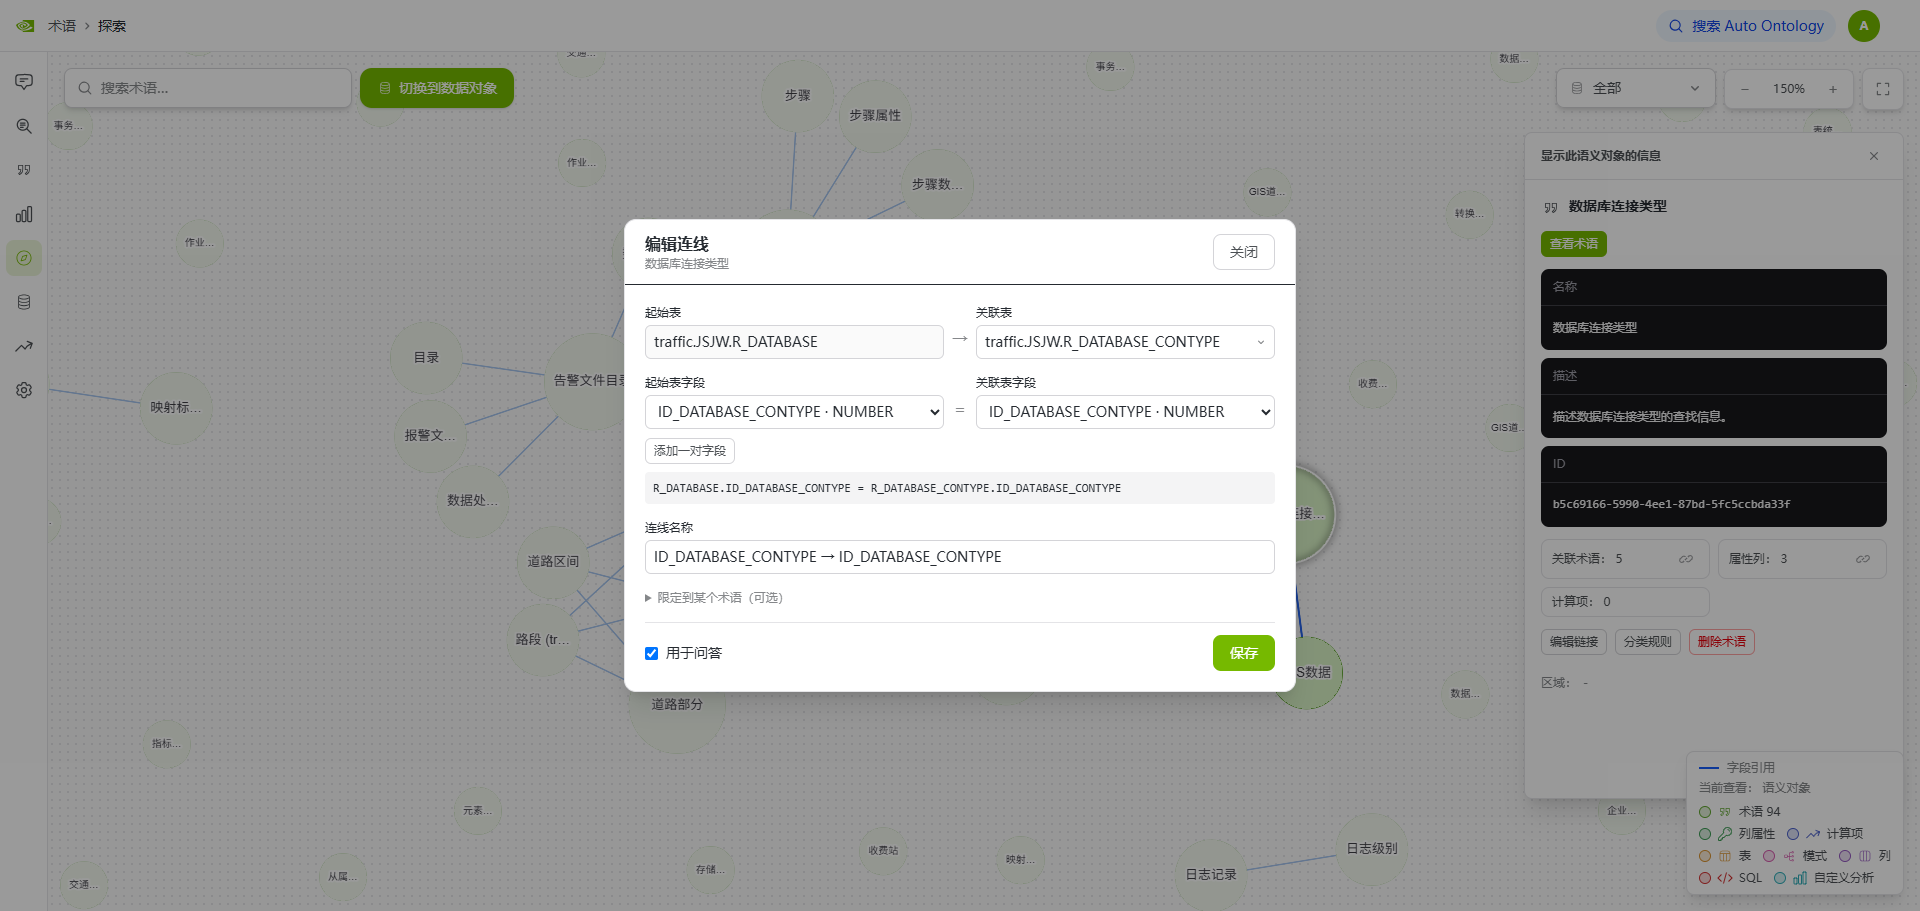 术语 › 探索
搜索 Auto Ontology
A
搜索术语...
切换到数据对象
全部
150%
交通...
事务...
数据...
事务...
步骤
步骤属性
作业...
步骤数...
GIS道...
转换...
作业...
目录
告警文件目录
映射标...
报警文...
收费...
GIS道...
数据处...
道路区间
路段 (tr...
道路部分
S数据
数据...
指标...
元素...
企业...
收费站
映射...
存储...
从属...
交通...
日志记录
日志级别
编辑连线
数据库连接类型
关闭
起始表
关联表
traffic.JSJW.R_DATABASE
→
traffic.JSJW.R_DATABASE_CONTYPE
起始表字段
关联表字段
ID_DATABASE_CONTYPE · NUMBER
=
ID_DATABASE_CONTYPE · NUMBER
添加一对字段
R_DATABASE.ID_DATABASE_CONTYPE = R_DATABASE_CONTYPE.ID_DATABASE_CONTYPE
连线名称
ID_DATABASE_CONTYPE → ID_DATABASE_CONTYPE
限定到某个术语（可选）
用于问答
保存
显示此语义对象的信息
数据库连接类型
查看术语
名称
数据库连接类型
描述
描述数据库连接类型的查找信息。
ID
b5c69166-5990-4ee1-87bd-5fc5ccbda33f
关联术语： 5
属性列： 3
计算项： 0
编辑链接
分类规则
删除术语
区域： -
字段引用
当前查看： 语义对象
术语 94
列属性
计算项
表
模式
列
SQL
自定义分析